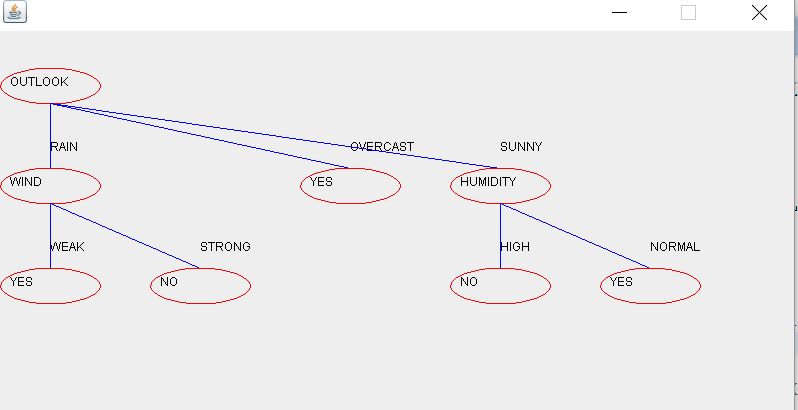 OUTLOOK
RAIN OVERCAST SUNNY
WIND YES HUMIDITY
WEAK STRONG HIGH NORMAL
YES NO NO YES